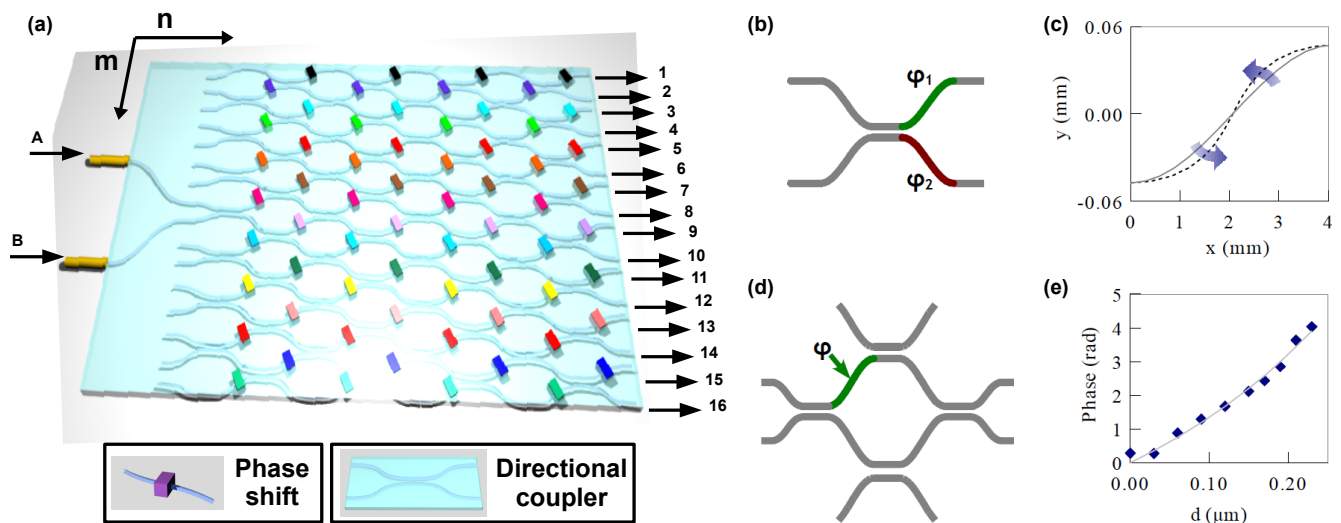 (a)
n
m
A
B
1
2
3
4
5
6
7
8
9
10
11
12
13
14
15
16
Phase
shift
Directional
coupler
(b)
φ1
φ2
(c)
0.06
0.00
-0.06
y (mm)
0 1 2 3 4
x (mm)
(d)
φ
(e)
5
4
3
2
1
0
Phase (rad)
0.00 0.10 0.20
d (μm)